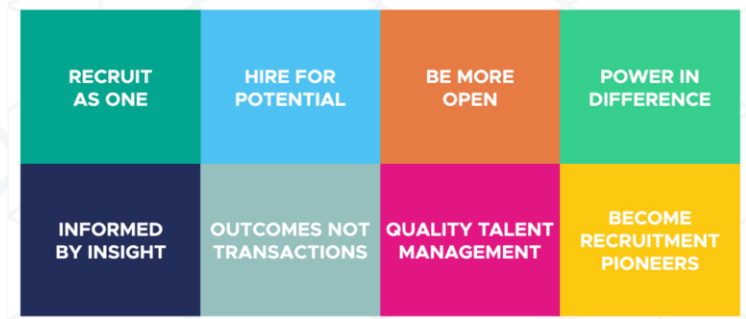 RECRUIT
AS ONE
HIRE FOR
POTENTIAL
BE MORE
OPEN
POWER IN
DIFFERENCE
INFORMED
BY INSIGHT
OUTCOMES NOT
TRANSACTIONS
QUALITY TALENT
MANAGEMENT
BECOME
RECRUITMENT
PIONEERS